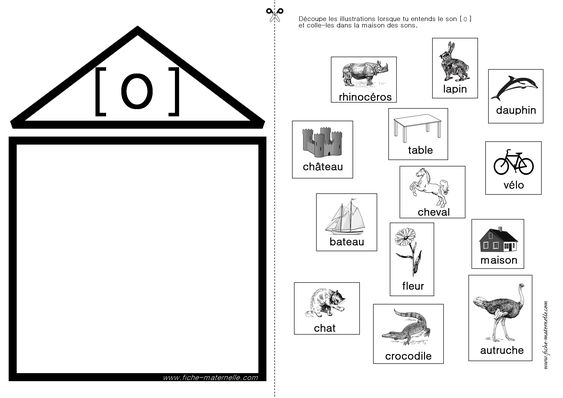 [ o ]
www.fiche-maternelle.com
Découpe les illustrations lorsque tu entends le son [ o ]
et colle-les dans la maison des sons.
rhinocéros
lapin
dauphin
table
château
vélo
cheval
bateau
fleur
maison
chat
crocodile
autruche
www.fiche-maternelle.com